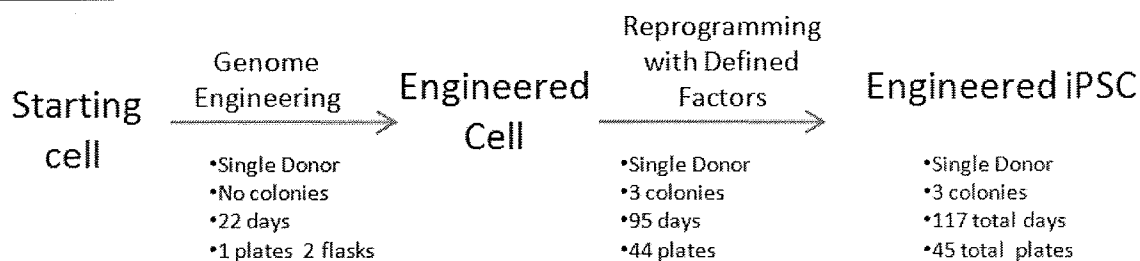 Starting
cell
Genome
Engineering
•Single Donor
•No colonies
•22 days
•1 plates 2 flasks
Engineered
Cell
Reprogramming
with Defined
Factors
•Single Donor
•3 colonies
•95 days
•44 plates
Engineered iPSC
•Single Donor
•3 colonies
•117 total days
•45 total plates